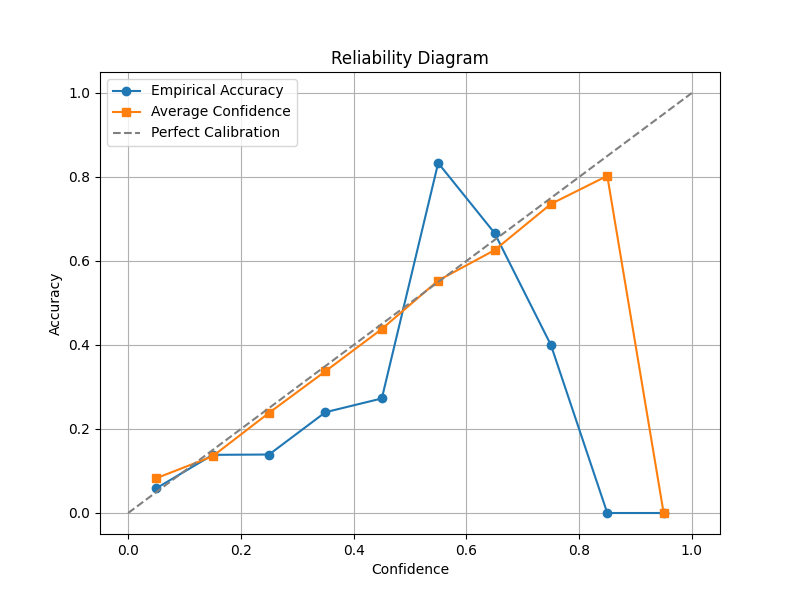 Reliability Diagram
Empirical Accuracy
Average Confidence
Perfect Calibration
Accuracy
1.0
0.8
0.6
0.4
0.2
0.0
0.0 0.2 0.4 0.6 0.8 1.0
Confidence